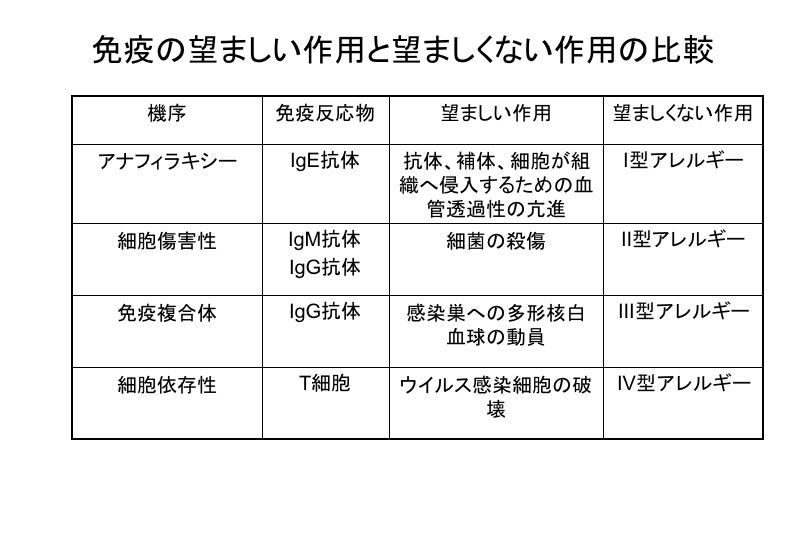 免疫の望ましい作用と望ましくない作用の比較
機序
免疫反応物
望ましい作用
望ましくない作用
アナフィラキシー
IgE抗体
抗体、補体、細胞が組
織へ侵入するための血
管透過性の亢進
I型アレルギー
細胞傷害性
IgM抗体
IgG抗体
細菌の殺傷
II型アレルギー
免疫複合体
IgG抗体
感染巣への多形核白
血球の動員
III型アレルギー
細胞依存性
T細胞
ウイルス感染細胞の破
壊
IV型アレルギー